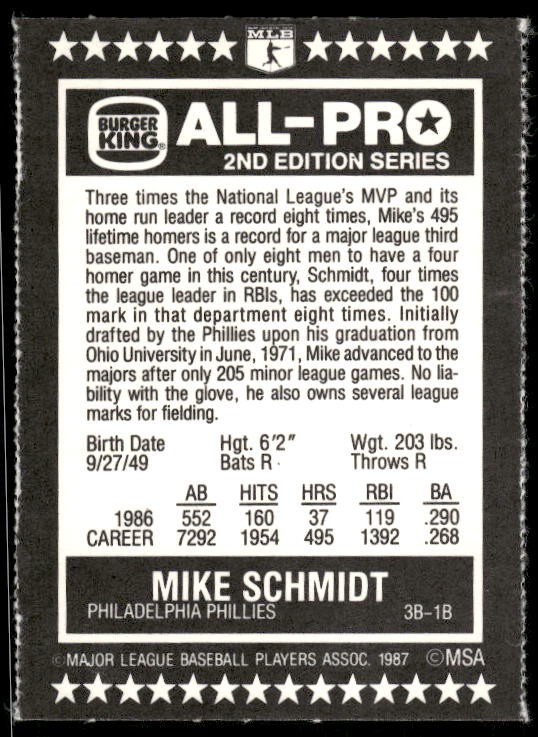 MLB
BURGER KING®
ALL-PRO
2ND EDITION SERIES
Three times the National League's MVP and its
home run leader a record eight times, Mike's 495
lifetime homers is a record for a major league third
baseman. One of only eight men to have a four
homer game in this century, Schmidt, four times
the league leader in RBIs, has exceeded the 100
mark in that department eight times. Initially
drafted by the Phillies upon his graduation from
Ohio University in June, 1971, Mike advanced to the
majors after only 205 minor league games. No lia-
bility with the glove, he also owns several league
marks for fielding.
Birth Date Hgt. 6'2" Wgt. 203 lbs.
9/27/49 Bats R Throws R
AB HITS HRS RBI BA
1986 552 160 37 119 .290
CAREER 7292 1954 495 1392 .268
MIKE SCHMIDT
PHILADELPHIA PHILLIES 3B-1B
©MAJOR LEAGUE BASEBALL PLAYERS ASSOC. 1987 ©MSA